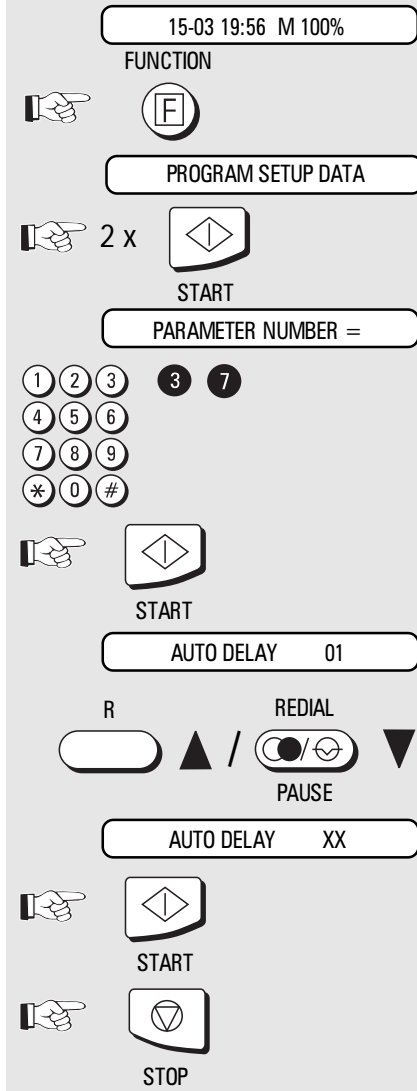 15-03 19:56 M 100%
FUNCTION
F
PROGRAM SETUP DATA
2 x
START
PARAMETER NUMBER =
1 2 3 3 7
4 5 6
7 8 9
* 0 #
START
AUTO DELAY 01
R REDIAL
/
PAUSE
AUTO DELAY XX
START
STOP